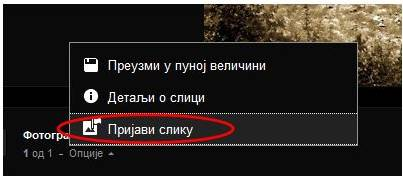 Преузми у пуној величини
Детаљи о слици
Пријави слику
Фотогра
1 од 1 – Опције